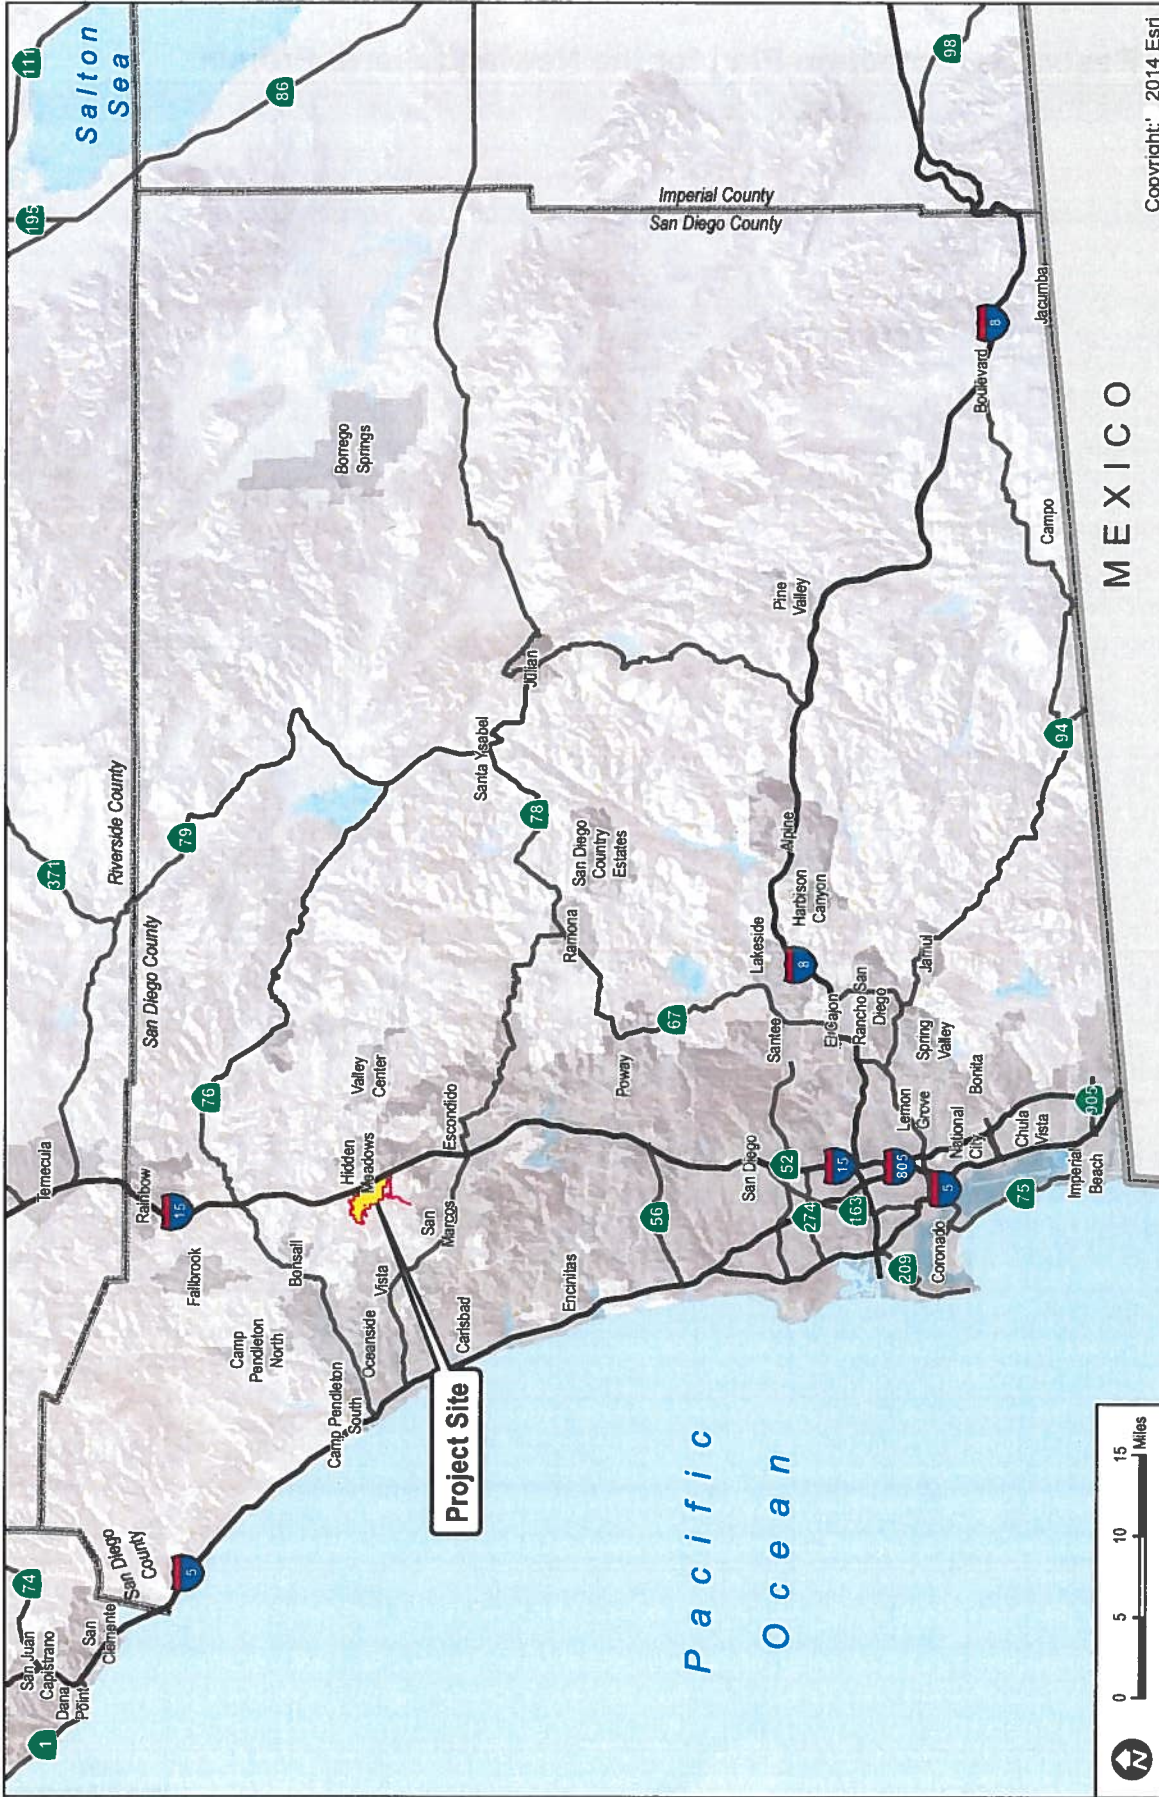 1
San Juan
Capistrano
Dana
Point
74
San
Clemente
San Diego
County
5
Temecula
371
Riverside County
San Diego County
195
111
Salton
Sea
86
Rainbow
15
79
Fallbrook
76
Camp
Pendleton
North
Bonsall
Hidden
Meadows
Valley
Center
Borrego
Springs
Camp Pendleton
South
Oceanside
Vista
San
Marcos
Escondido
Santa Ysabel
Carlsbad
Project Site
Julian
78
Ramona
San Diego
Country
Estates
Encinitas
Poway
56
67
Imperial County
San Diego County
Pacific
Ocean
San Diego
Santee
Lakeside
52
8
Alpine
Harbison
Canyon
Pine
Valley
274
15
163
El Cajon
Rancho San
Diego
805
209
Lemon
Grove
Spring
Valley
Jamul
5
Coronado
National
City
Bonita
75
Chula
Vista
Imperial
Beach
905
94
Campo
Boulevard
8
Jacumba
98
MEXICO
N
0
5
10
15
Miles
Copyright:' 2014 Esri